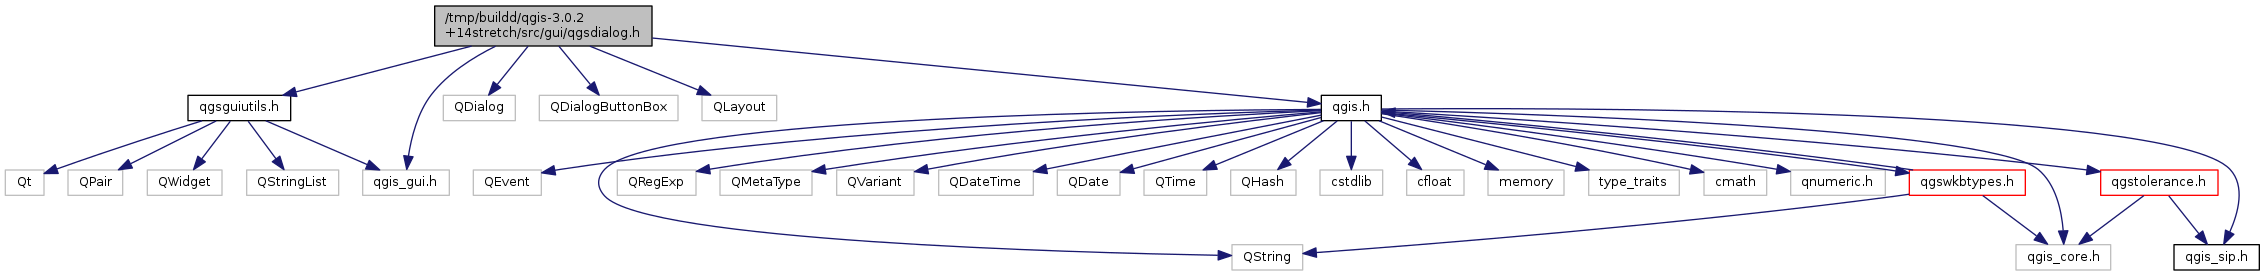 /tmp/buildd/qgis-3.0.2
+14stretch/src/gui/qgsdialog.h
qgsguiutils.h
QDialog
QDialogButtonBox
QLayout
qgis.h
Qt
QPair
QWidget
QStringList
qgis_gui.h
QEvent
QRegExp
QMetaType
QVariant
QDateTime
QDate
QTime
QHash
cstdlib
cfloat
memory
type_traits
cmath
qnumeric.h
qgswkbtypes.h
qgstolerance.h
QString
qgis_core.h
qgis_sip.h